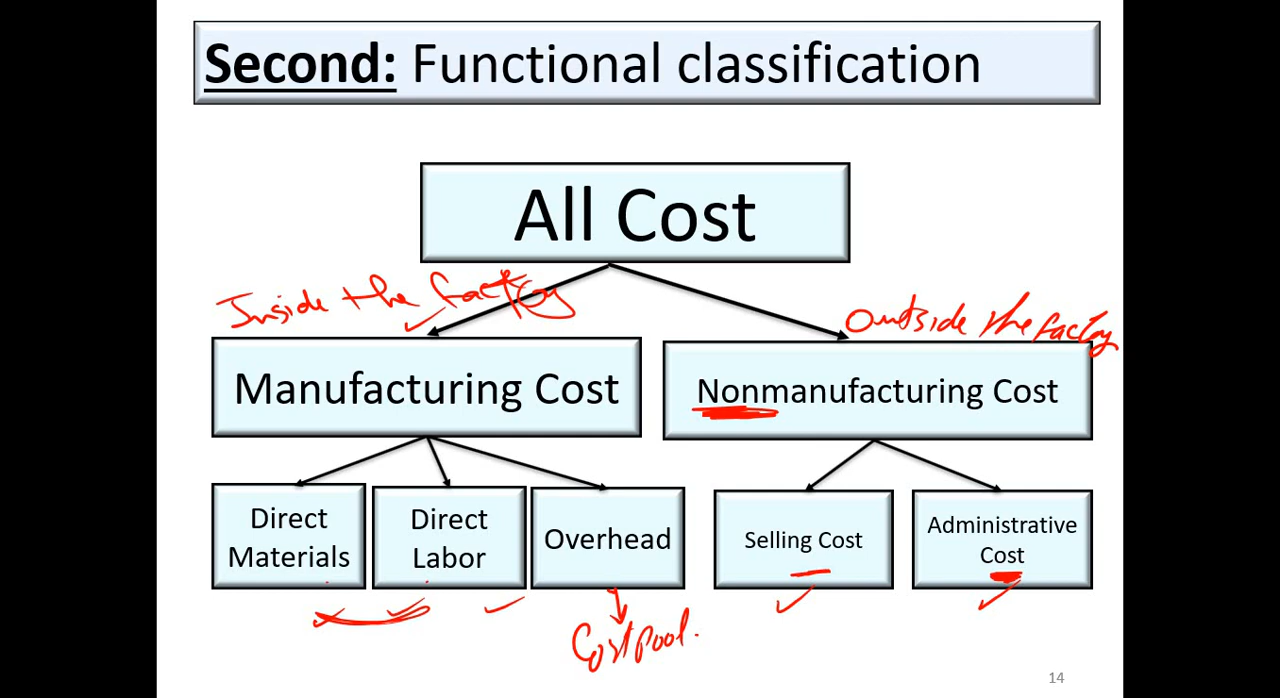 Second: Functional classification
All Cost
Inside the factory
Outside the factory
Manufacturing Cost
Nonmanufacturing Cost
Direct
Materials
Direct
Labor
Overhead
Selling Cost
Administrative
Cost
Cost pool.
14